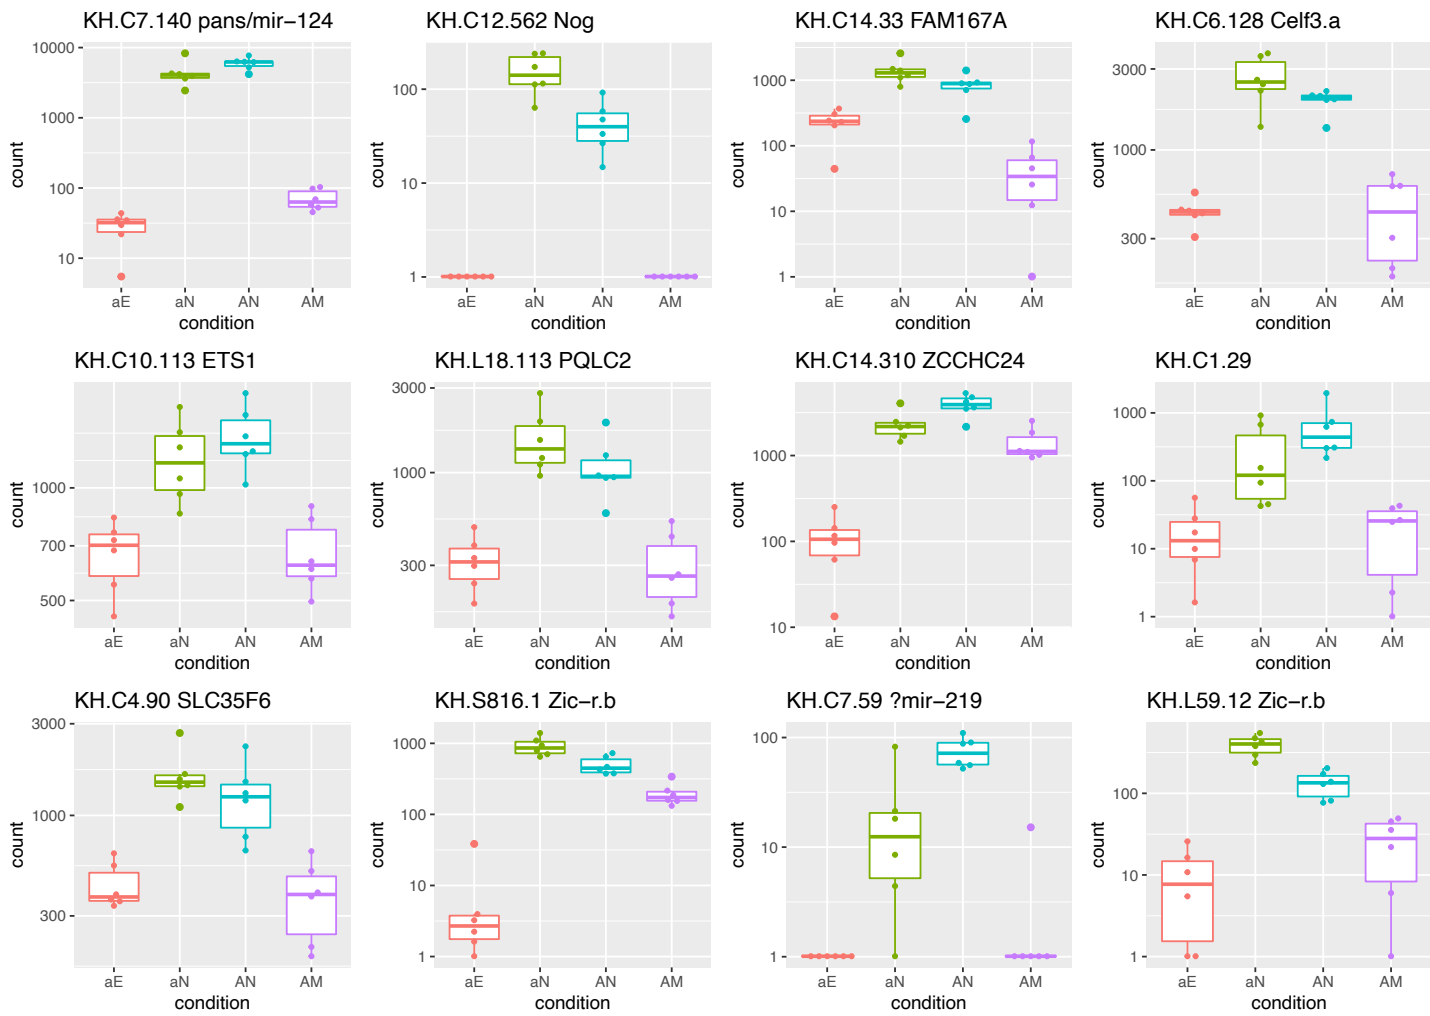 KH.C7.140 pans/mir−124
10000
1000
100
10
count
aE aN AN AM
condition
KH.C12.562 Nog
100
10
1
count
aE aN AN AM
condition
KH.C14.33 FAM167A
1000
100
10
1
count
aE aN AN AM
condition
KH.C6.128 Celf3.a
3000
1000
300
count
aE aN AN AM
condition
KH.C10.113 ETS1
1000
700
500
count
aE aN AN AM
condition
KH.L18.113 PQLC2
3000
1000
300
count
aE aN AN AM
condition
KH.C14.310 ZCCHC24
1000
100
10
count
aE aN AN AM
condition
KH.C1.29
1000
100
10
1
count
aE aN AN AM
condition
KH.C4.90 SLC35F6
3000
1000
300
count
aE aN AN AM
condition
KH.S816.1 Zic−r.b
1000
100
10
1
count
aE aN AN AM
condition
KH.C7.59 ?mir−219
100
10
1
count
aE aN AN AM
condition
KH.L59.12 Zic−r.b
100
10
1
count
aE aN AN AM
condition